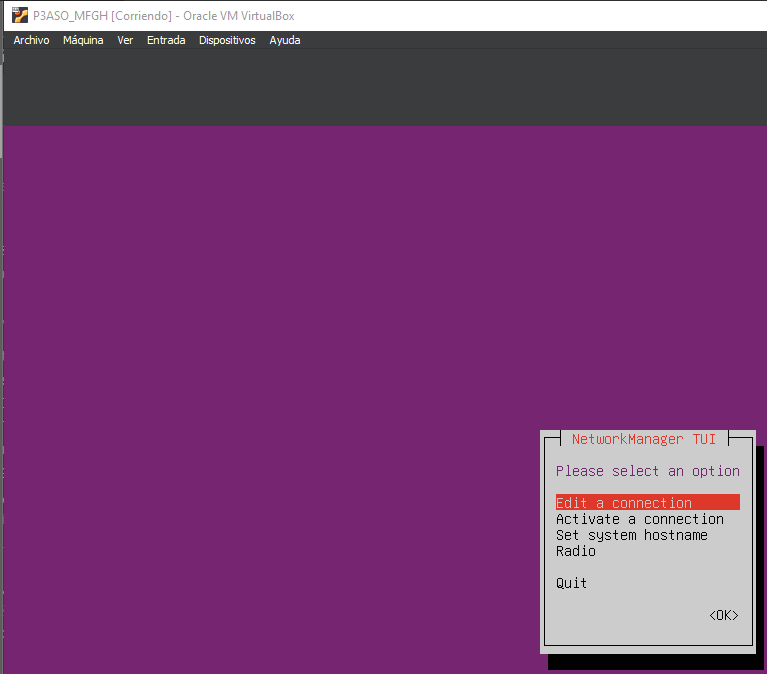 P3ASO_MFGH [Corriendo] - Oracle VM VirtualBox
Archivo Máquina Ver Entrada Dispositivos Ayuda
NetworkManager TUI
Please select an option
Edit a connection
Activate a connection
Set system hostname
Radio
Quit
<OK>